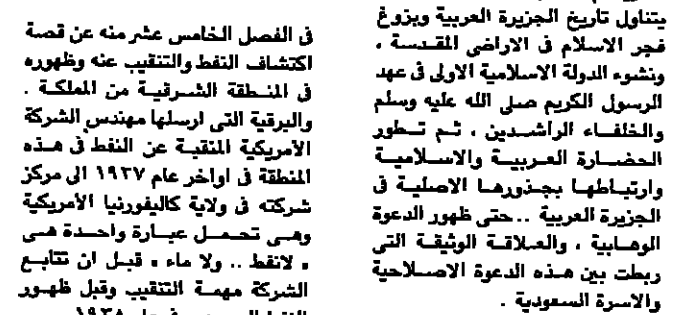 يتناول تاريخ الجزيرة العربية وبزوغ
فجر الاسلام فى الاراضى المقدسة ،
ونشوء الدولة الاسلامية الاولى فى عهد
الرسول الكريم صلى الله عليه وسلم
والخلفاء الراشدين ، ثم تطور
الحضارة العربية والاسلامية
وارتباطها بجذورها الاصلية فى
الجزيرة العربية .. حتى ظهور الدعوة
الوهابية ، والعلاقة الوثيقة التى
ربطت بين هذه الدعوة الاصلاحية
والاسرة السعودية .
فى الفصل الخامس عشر منه عن قصة
اكتشاف النفط والتنقيب عنه وظهوره
فى المنطقة الشرقية من المملكة .
والبرقية التى ارسلها مهندس الشركة
الأمريكية المنقبة عن النفط فى هذه
المنطقة فى اواخر عام ١٩٣٧ الى مركز
شركته فى ولاية كاليفورنيا الأمريكية
وهى تحمل عبارة واحدة هى
« لانفط .. ولا ماء » قبل ان تتابع
الشركة مهمة التنقيب وقبل ظهور